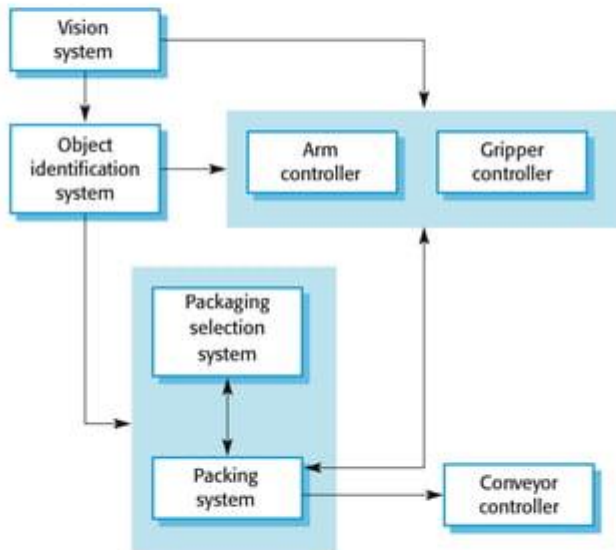 Vision
system
Object
identification
system
Arm
controller
Gripper
controller
Packaging
selection
system
Packing
system
Conveyor
controller